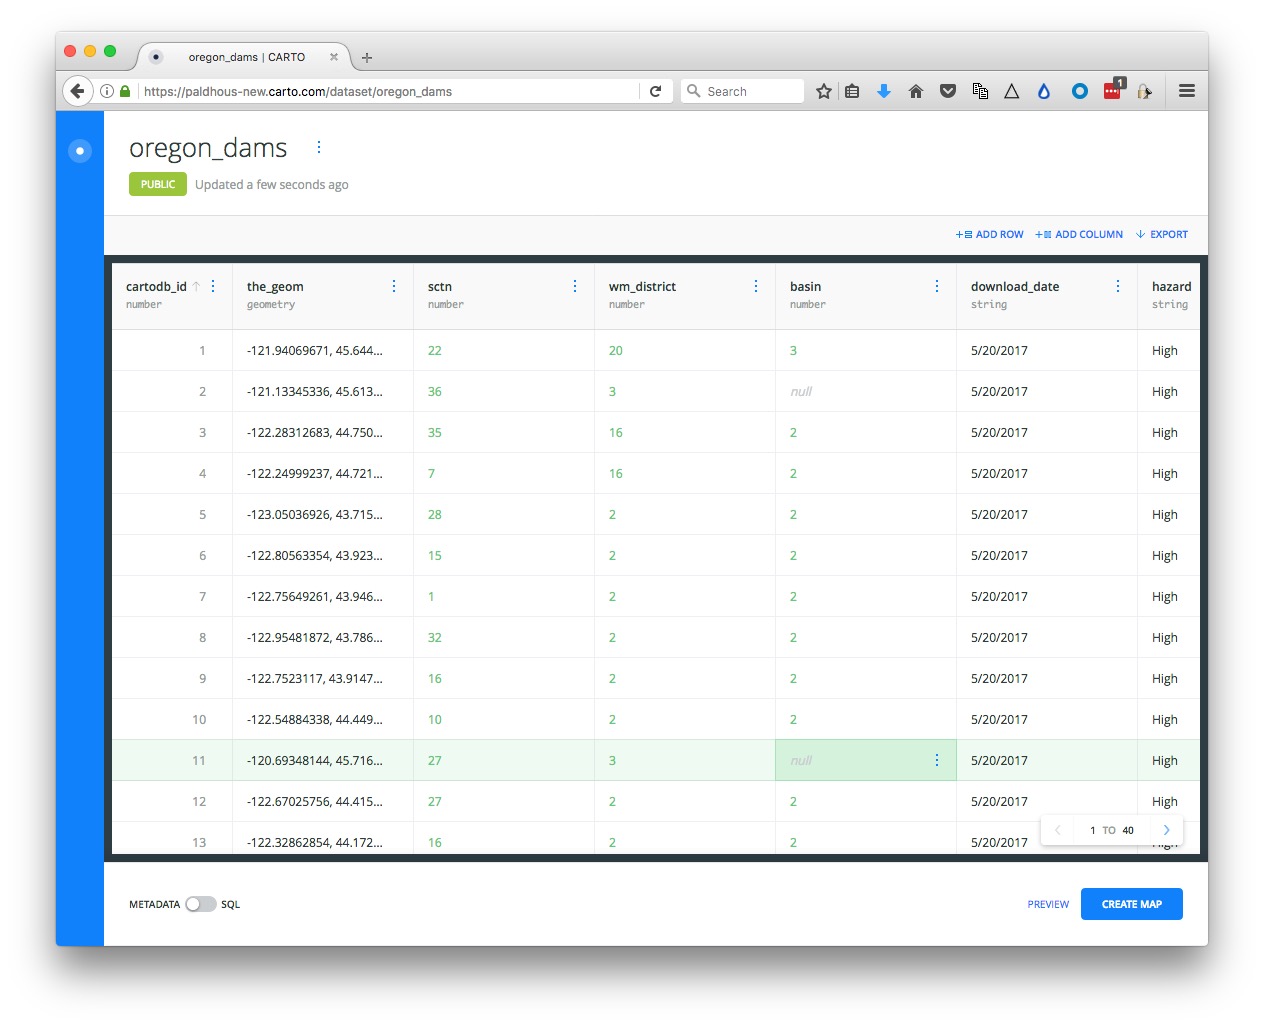 oregon_dams | CARTO
https://paldhous-new.carto.com/dataset/oregon_dams Search 1
oregon_dams
PUBLIC Updated a few seconds ago
ADD ROW ADD COLUMN EXPORT
cartodb_id the_geom sctn wm_district basin download_date hazard
number geometry number number number string string
1 -121.94069671, 45.644... 22 20 3 5/20/2017 High
2 -121.13345336, 45.613... 36 3 null 5/20/2017 High
3 -122.28312683, 44.750... 35 16 2 5/20/2017 High
4 -122.24999237, 44.721... 7 16 2 5/20/2017 High
5 -123.05036926, 43.715... 28 2 2 5/20/2017 High
6 -122.80563354, 43.923... 15 2 2 5/20/2017 High
7 -122.75649261, 43.946... 1 2 2 5/20/2017 High
8 -122.95481872, 43.786... 32 2 2 5/20/2017 High
9 -122.7523117, 43.9147... 16 2 2 5/20/2017 High
10 -122.54884338, 44.449... 10 2 2 5/20/2017 High
11 -120.69348144, 45.716... 27 3 null 5/20/2017 High
12 -122.67025756, 44.415... 27 2 2 5/20/2017 High
13 -122.32862854, 44.172... 16 2 2 5/20/2017 High
1 TO 40
METADATA SQL PREVIEW CREATE MAP